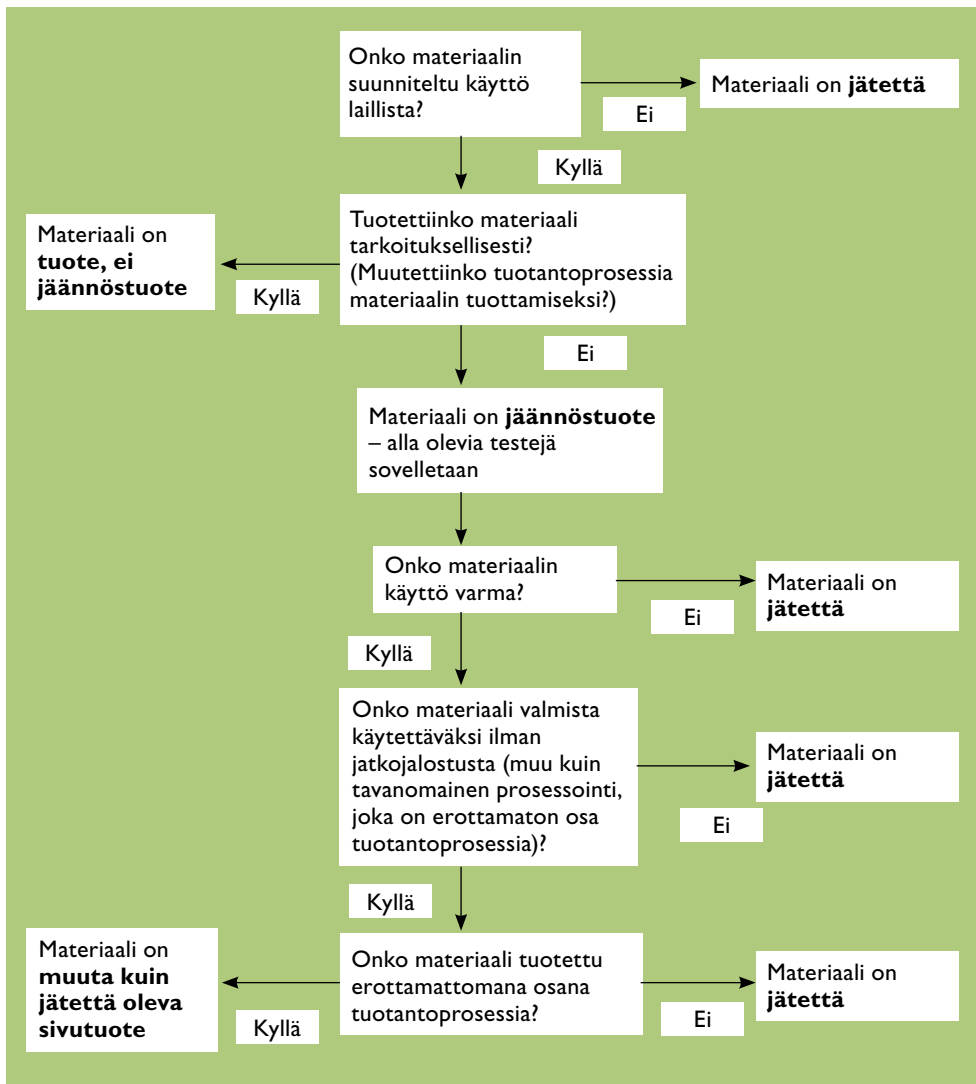 Onko materiaalin
suunniteltu käyttö
laillista?
Materiaali on jätettä
Ei
Kyllä
Tuotettiinko materiaali
tarkoituksellisesti?
(Muutettiinko tuotantoprosessia
materiaalin tuottamiseksi?)
Materiaali on
tuote, ei
jäännöstuote
Kyllä
Ei
Materiaali on jäännöstuote
– alla olevia testejä
sovelletaan
Onko materiaalin
käyttö varma?
Materiaali on
jätettä
Ei
Kyllä
Onko materiaali valmista
käytettäväksi ilman
jatkojalostusta (muu kuin
tavanomainen prosessointi,
joka on erottamaton osa
tuotantoprosessia)?
Materiaali on
jätettä
Ei
Kyllä
Materiaali on
muuta kuin
jätettä oleva
sivutuote
Kyllä
Onko materiaali tuotettu
erottamattomana osana
tuotantoprosessia?
Materiaali on
jätettä
Ei